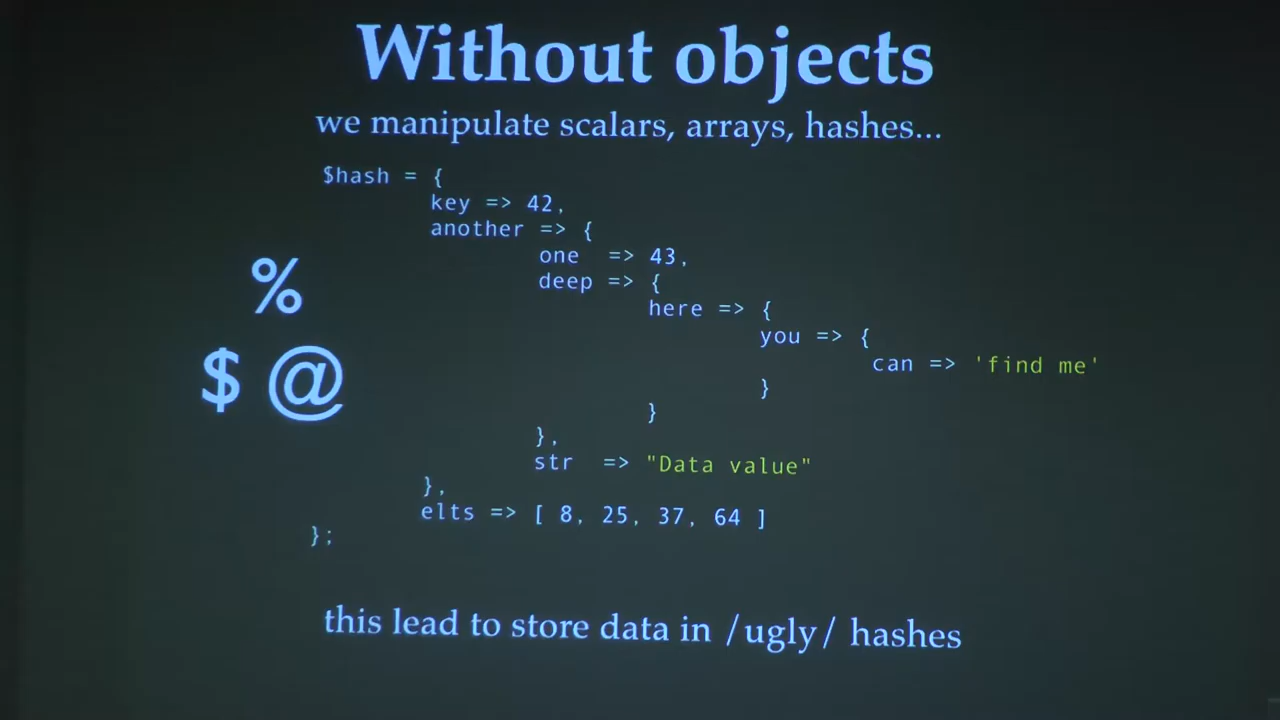 Without objects
we manipulate scalars, arrays, hashes...
$hash = {
key => 42,
another => {
one => 43,
deep => {
here => {
you => {
can => 'find me'
}
}
},
str => "Data value"
},
elts => [ 8, 25, 37, 64 ]
};
%
$ @
this lead to store data in /ugly/ hashes